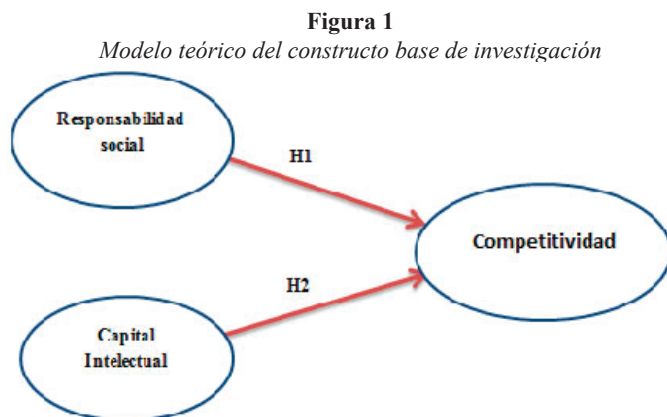 Figura 1
Modelo teórico del constructo base de investigación
Responsabilidad
social
H1
Competitividad
H2
Capital
Intelectual